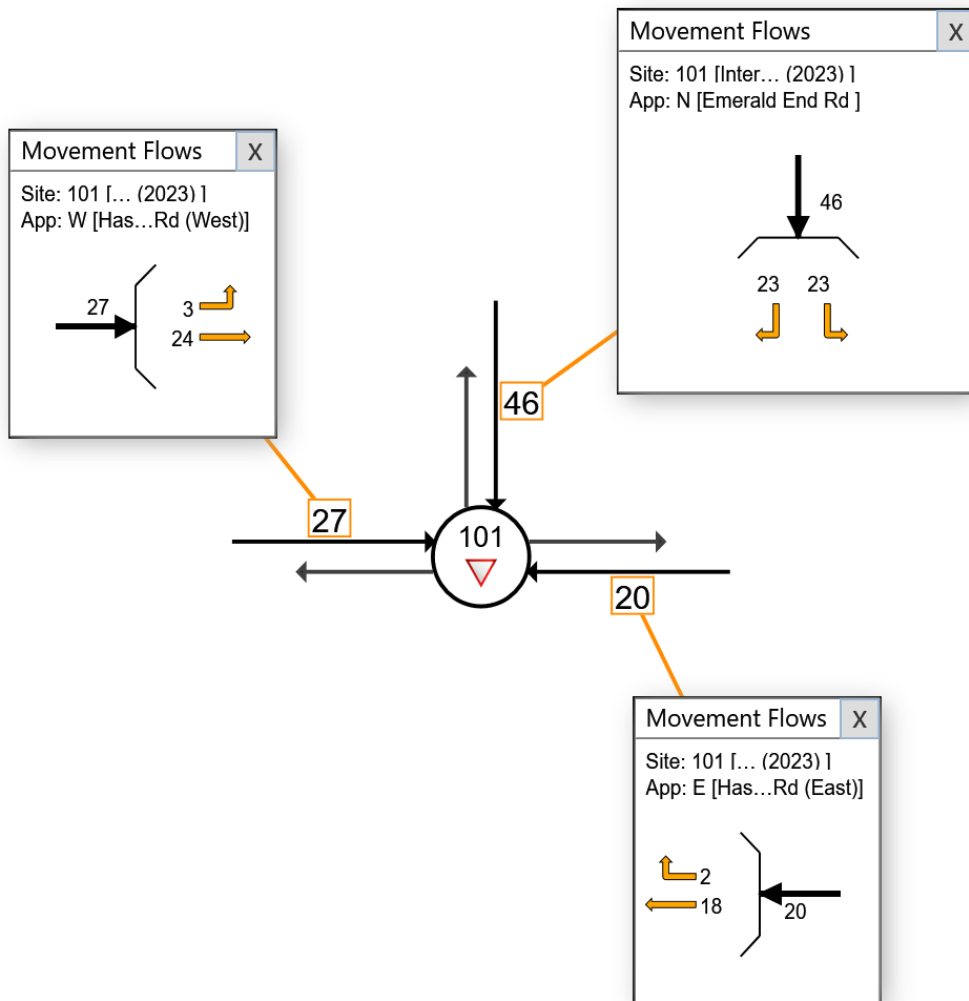 Movement Flows X
Site: 101 [Inter... (2023) ]
App: N [Emerald End Rd ]
46
23 23
Movement Flows X
Site: 101 [... (2023) ]
App: W [Has...Rd (West)]
27
3
24
46
27
101
20
Movement Flows X
Site: 101 [... (2023) ]
App: E [Has...Rd (East)]
2
18
20